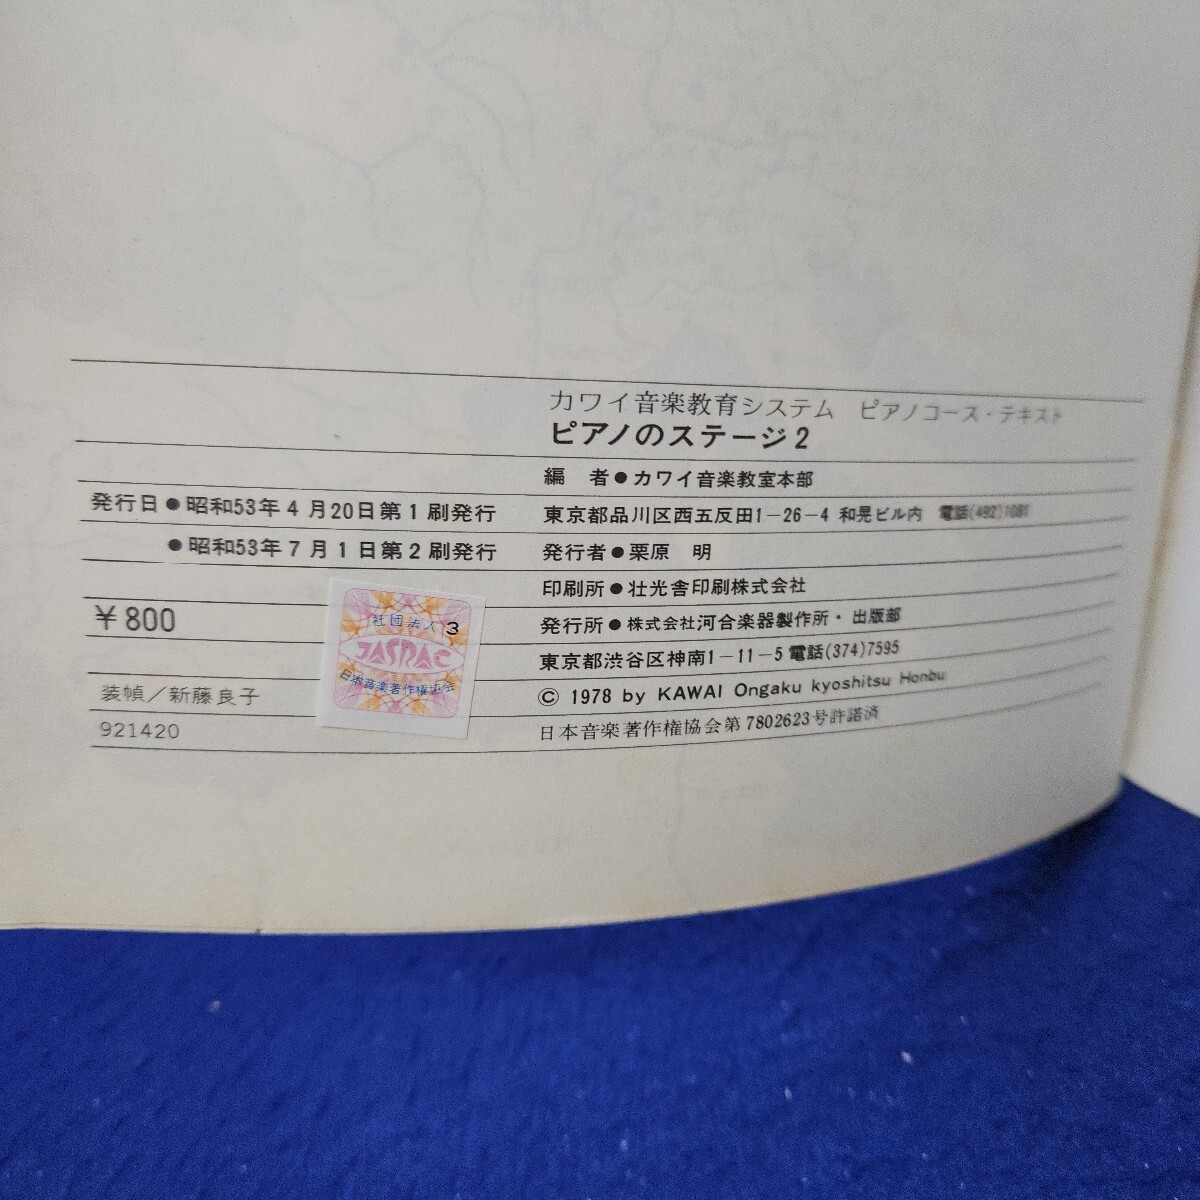 カワイ音楽教育システム　ピアノコース・テキスト
ピアノのステージ2
編　者●カワイ音楽教室本部
発行日●昭和53年4月20日第1刷発行
東京都品川区西五反田1－26－4 和晃ビル内　電話(492)1081
●昭和53年7月1日第2刷発行
発行者●栗原　明
印刷所●壮光舎印刷株式会社
￥800
発行所●株式会社河合楽器製作所・出版部
東京都渋谷区神南1－11－5電話(374)7595
装幀／新藤良子
© 1978 by KAWAI Ongaku kyoshitsu Honbu
921420
日本音楽著作権協会第7802623号許諾済
社団法人 3
JASRAC
日本音楽著作権協会